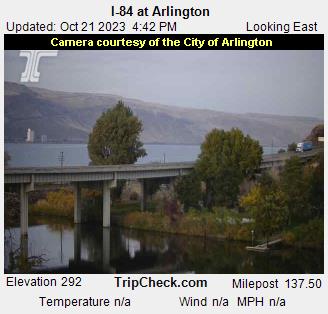 I-84 at Arlington
Updated: Oct 21 2023 4:42 PM Looking East
Camera courtesy of the City of Arlington
Elevation 292 TripCheck.com Milepost 137.50
Temperature n/a Wind n/a MPH n/a